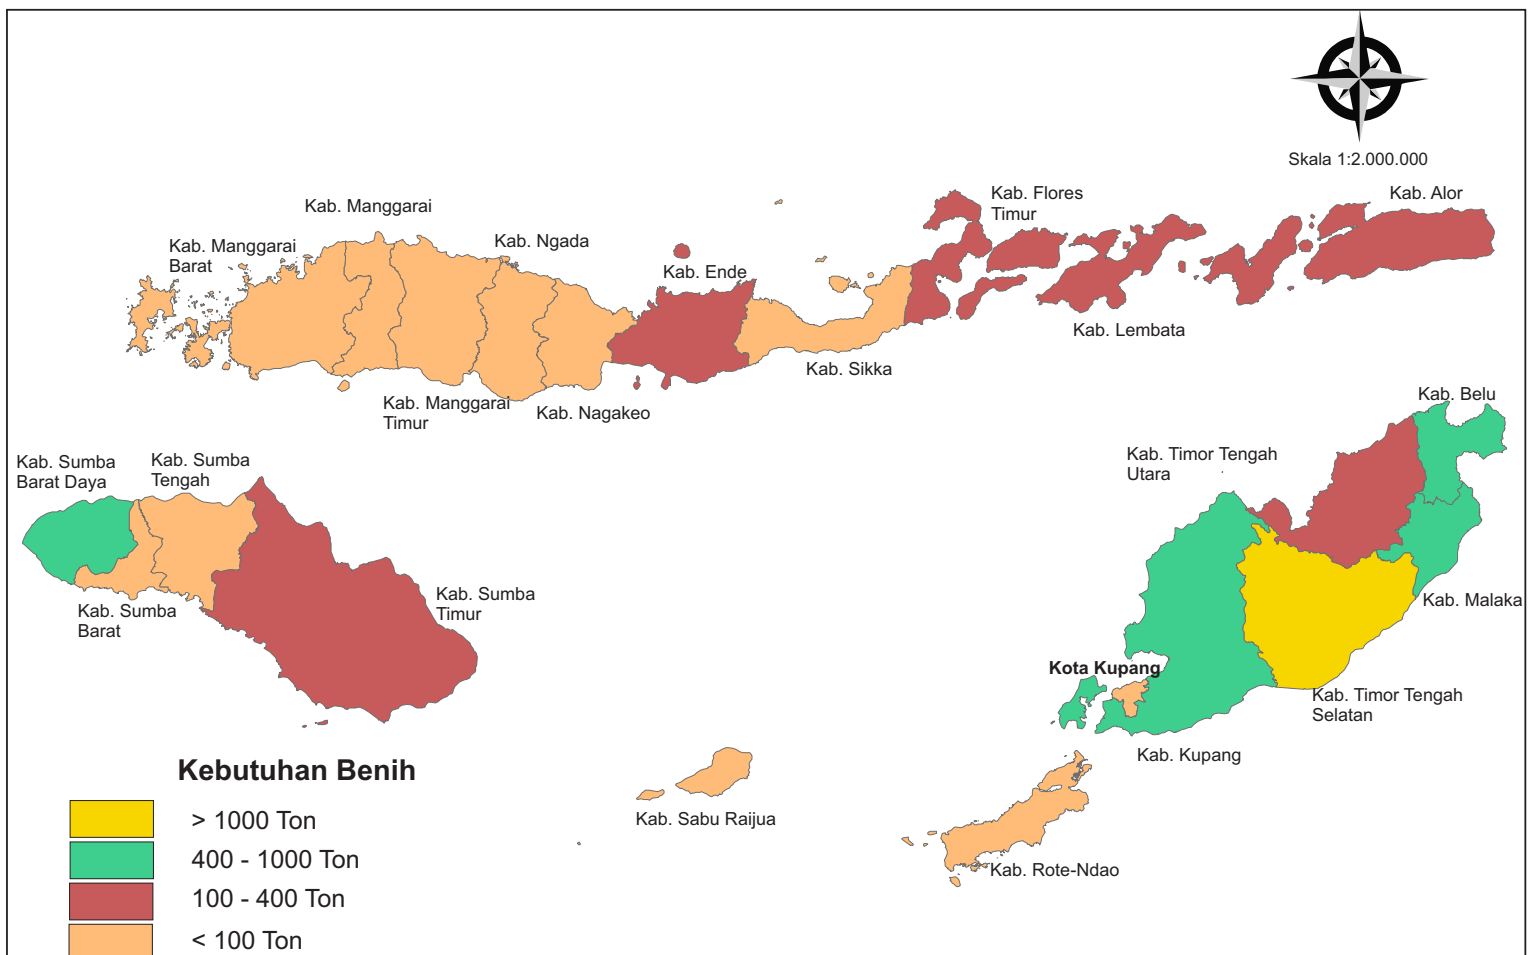 Skala 1:2.000.000
Kab. Flores
Timur
Kab. Alor
Kab. Manggarai
Kab. Manggarai
Barat
Kab. Ngada
Kab. Ende
Kab. Lembata
Kab. Sikka
Kab. Manggarai
Timur
Kab. Nagakeo
Kab. Belu
Kab. Sumba
Barat Daya
Kab. Sumba
Tengah
Kab. Timor Tengah
Utara
Kab. Sumba
Timur
Kab. Sumba
Barat
Kab. Malaka
Kota Kupang
Kab. Timor Tengah
Selatan
Kab. Kupang
Kebutuhan Benih
> 1000 Ton
400 - 1000 Ton
100 - 400 Ton
< 100 Ton
Kab. Sabu Raijua
Kab. Rote-Ndao